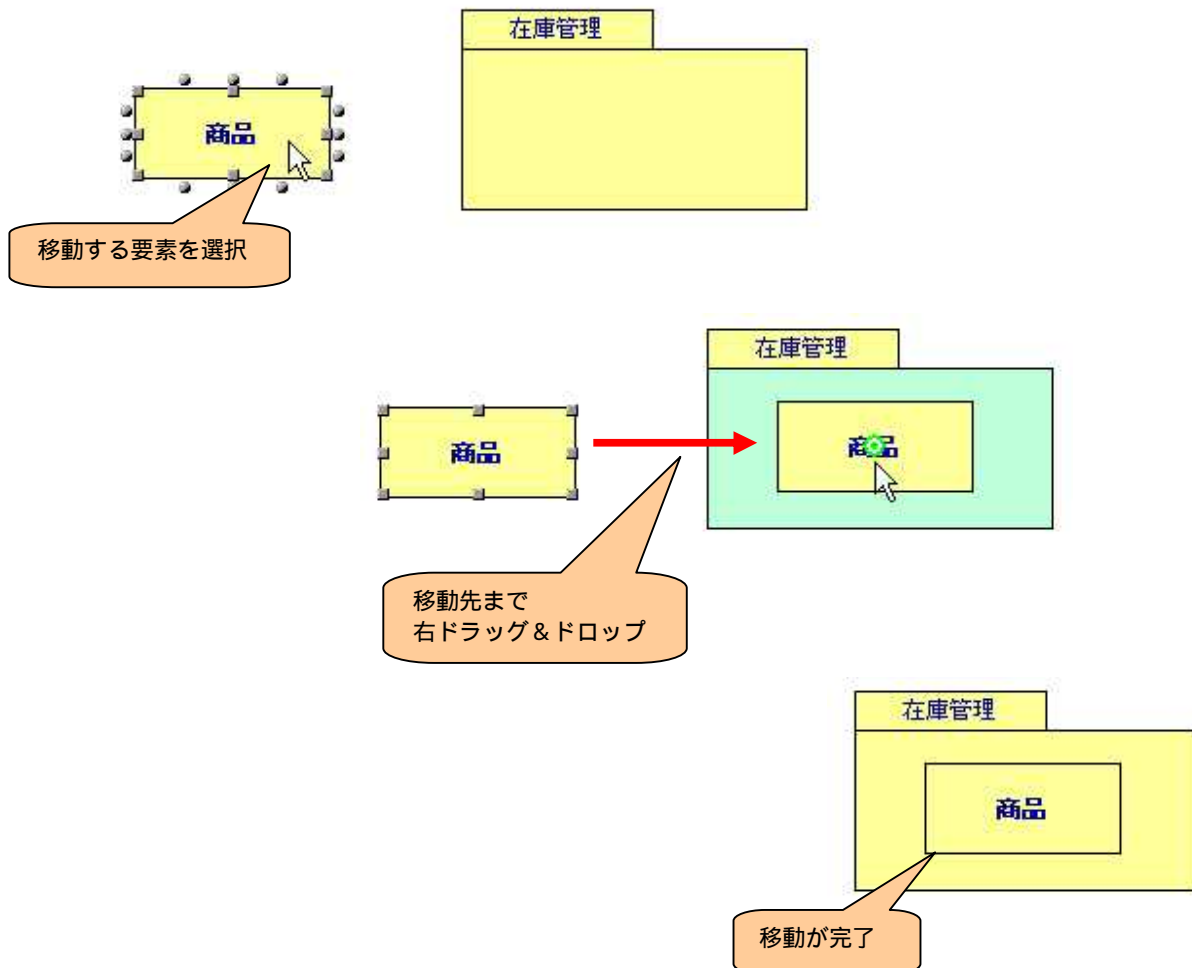 在庫管理
商品
移動する要素を選択
在庫管理
商品
商品
移動先まで
右ドラッグ＆ドロップ
在庫管理
商品
移動が完了